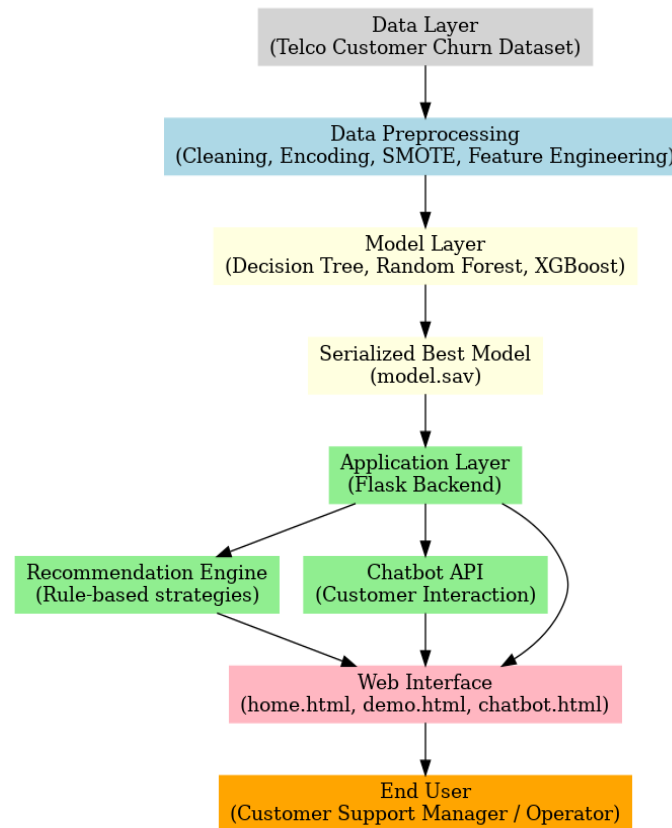 Data Layer
(Telco Customer Churn Dataset)
Data Preprocessing
(Cleaning, Encoding, SMOTE, Feature Engineering)
Model Layer
(Decision Tree, Random Forest, XGBoost)
Serialized Best Model
(model.sav)
Application Layer
(Flask Backend)
Recommendation Engine
(Rule-based strategies)
Chatbot API
(Customer Interaction)
Web Interface
(home.html, demo.html, chatbot.html)
End User
(Customer Support Manager / Operator)